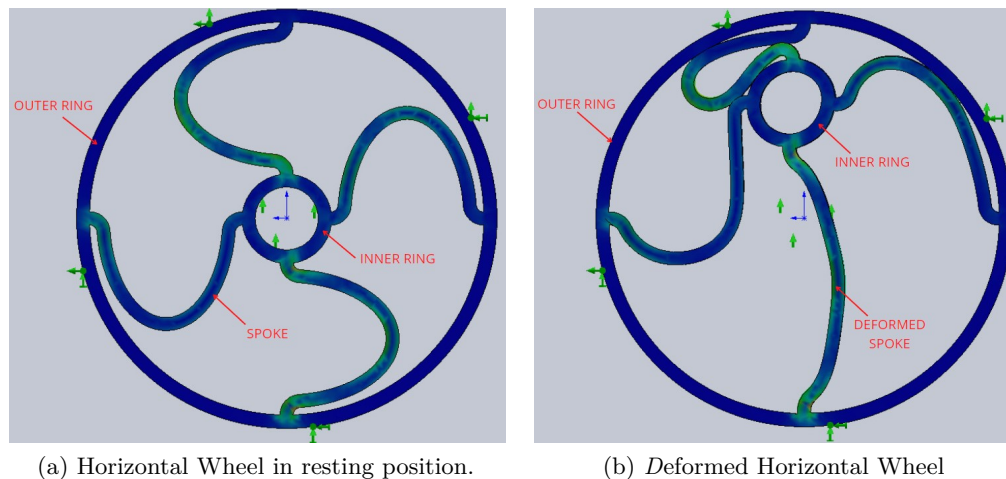 OUTER RING
INNER RING
SPOKE
(a) Horizontal Wheel in resting position.
OUTER RING
INNER RING
DEFORMED
SPOKE
(b) Deformed Horizontal Wheel